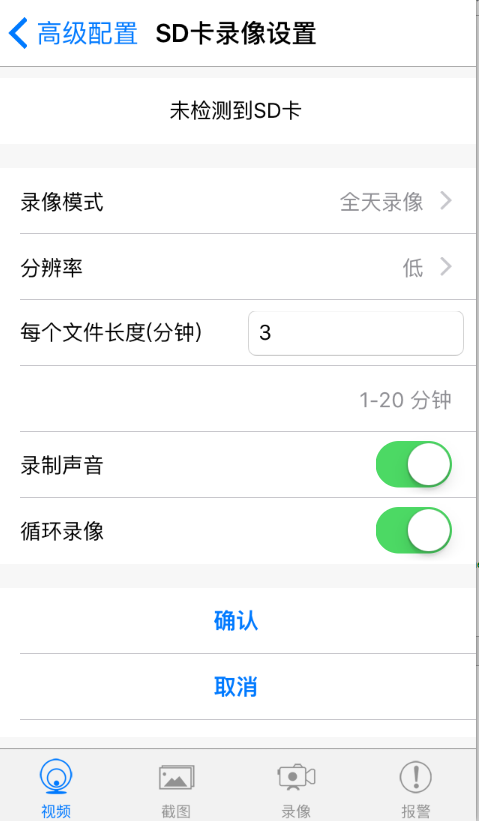 高级配置 SD卡录像设置
未检测到SD卡
录像模式 全天录像
分辨率 低
每个文件长度(分钟) 3
1-20 分钟
录制声音
循环录像
确认
取消
视频 截图 录像 报警